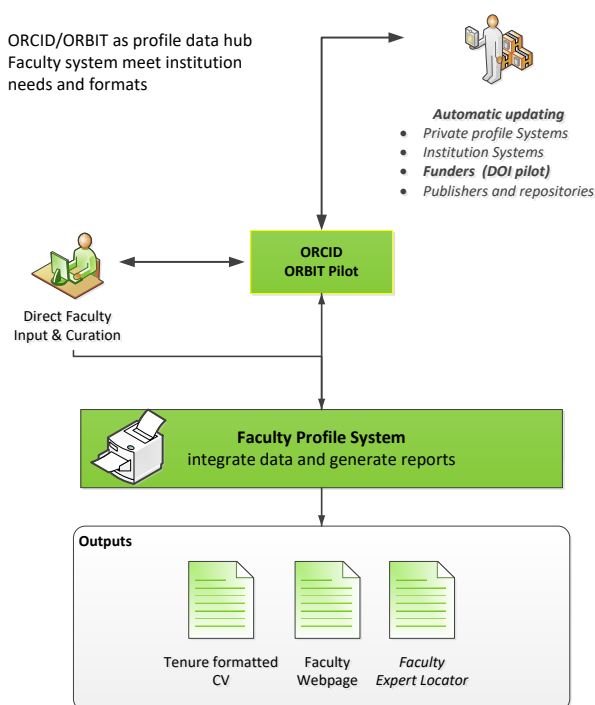 ORCID/ORBIT as profile data hub
Faculty system meet institution
needs and formats
Automatic updating
• Private profile Systems
• Institution Systems
• Funders (DOI pilot)
• Publishers and repositories
ORCID
ORBIT Pilot
Direct Faculty
Input & Curation
Faculty Profile System
integrate data and generate reports
Outputs
Tenure formatted
CV
Faculty
Webpage
Faculty
Expert Locator